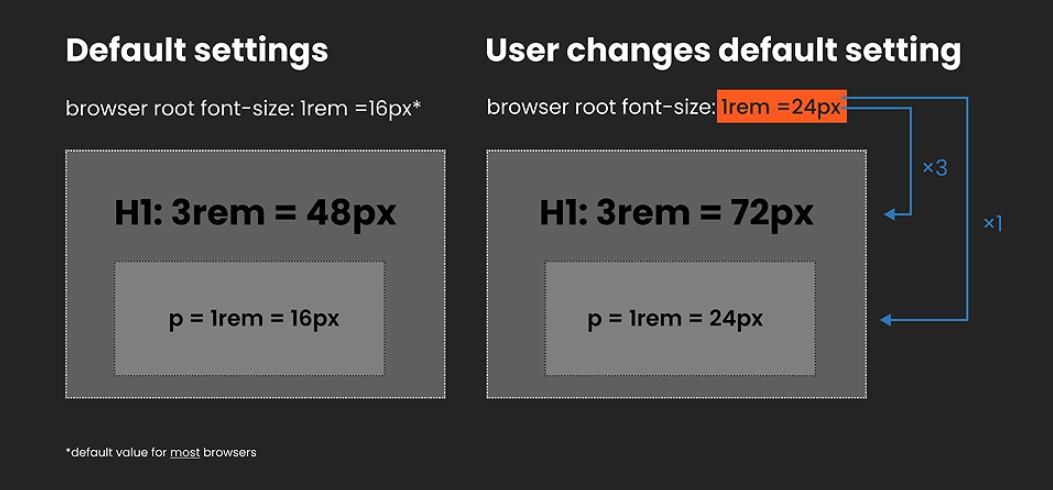 Default settings
browser root font-size: 1rem =16px*
H1: 3rem = 48px
p = 1rem = 16px
*default value for most browsers
User changes default setting
browser root font-size: 1rem =24px
H1: 3rem = 72px
p = 1rem = 24px
×3
×1